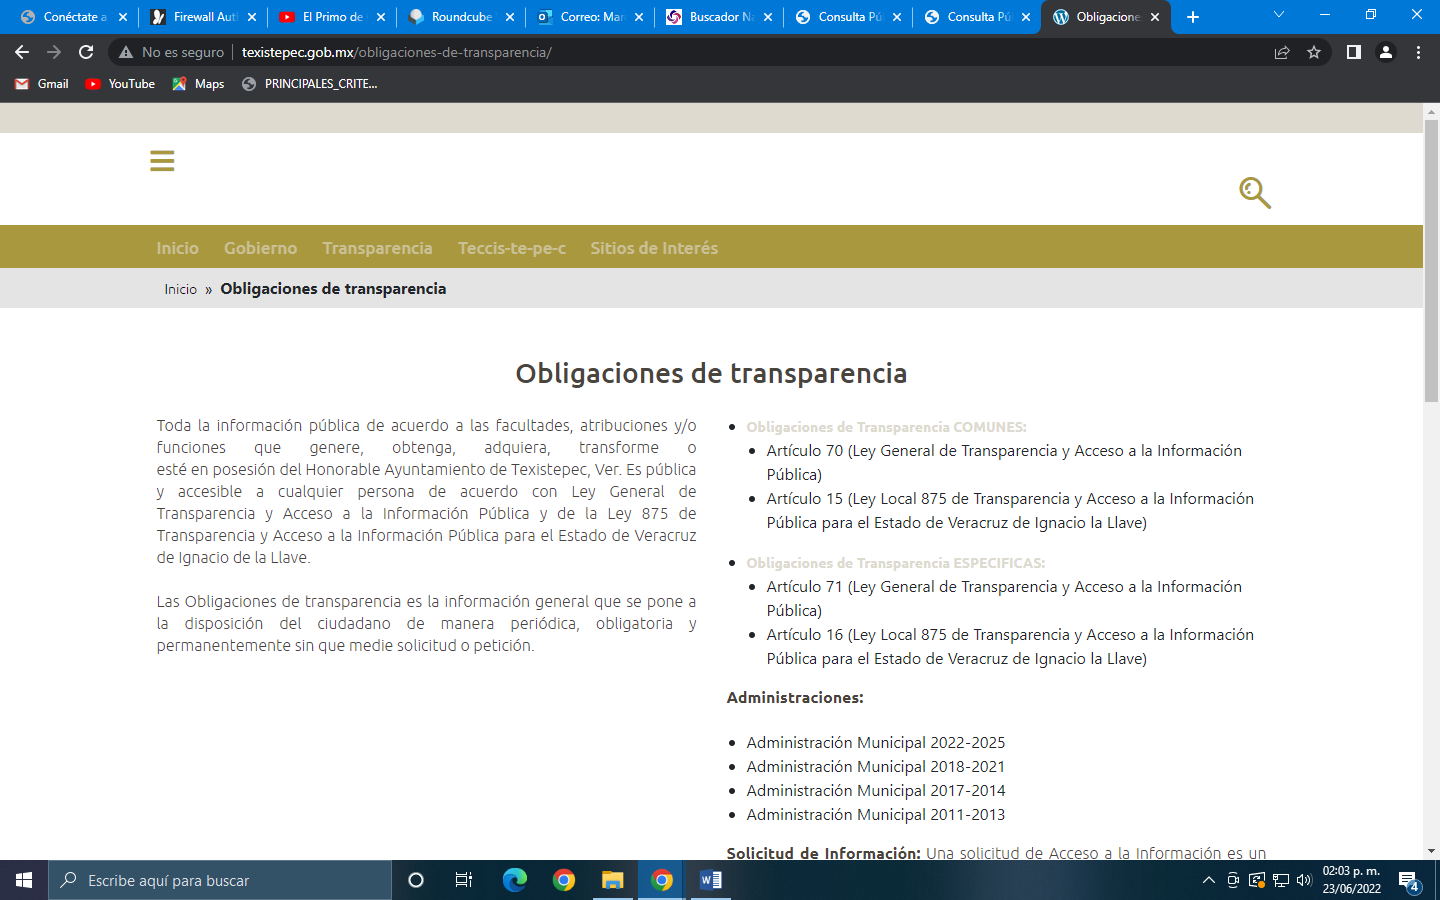 Conéctate a
Firewall Aut
El Primo de
Roundcube
Correo: Mar
Buscador Na
Consulta Pú
Consulta Pú
Obligacione
No es seguro
texistepec.gob.mx/obligaciones-de-transparencia/
Gmail
YouTube
Maps
PRINCIPALES_CRITE...
Inicio Gobierno Transparencia Teccis-te-pe-c Sitios de Interés
Inicio » Obligaciones de transparencia
Obligaciones de transparencia
Toda la información pública de acuerdo a las facultades, atribuciones y/o
funciones que genere, obtenga, adquiera, transforme o
esté en posesión del Honorable Ayuntamiento de Texistepec, Ver. Es pública
y accesible a cualquier persona de acuerdo con Ley General de
Transparencia y Acceso a la Información Pública y de la Ley 875 de
Transparencia y Acceso a la Información Pública para el Estado de Veracruz
de Ignacio de la Llave.
Las Obligaciones de transparencia es la información general que se pone a
la disposición del ciudadano de manera periódica, obligatoria y
permanentemente sin que medie solicitud o petición.
• Obligaciones de Transparencia COMUNES:
• Artículo 70 (Ley General de Transparencia y Acceso a la Información
Pública)
• Artículo 15 (Ley Local 875 de Transparencia y Acceso a la Información
Pública para el Estado de Veracruz de Ignacio la Llave)
• Obligaciones de Transparencia ESPECIFICAS:
• Artículo 71 (Ley General de Transparencia y Acceso a la Información
Pública)
• Artículo 16 (Ley Local 875 de Transparencia y Acceso a la Información
Pública para el Estado de Veracruz de Ignacio la Llave)
Administraciones:
• Administración Municipal 2022-2025
• Administración Municipal 2018-2021
• Administración Municipal 2017-2014
• Administración Municipal 2011-2013
Solicitud de Información: Una solicitud de Acceso a la Información es un
Escribe aquí para buscar
02:03 p. m.
23/06/2022
4